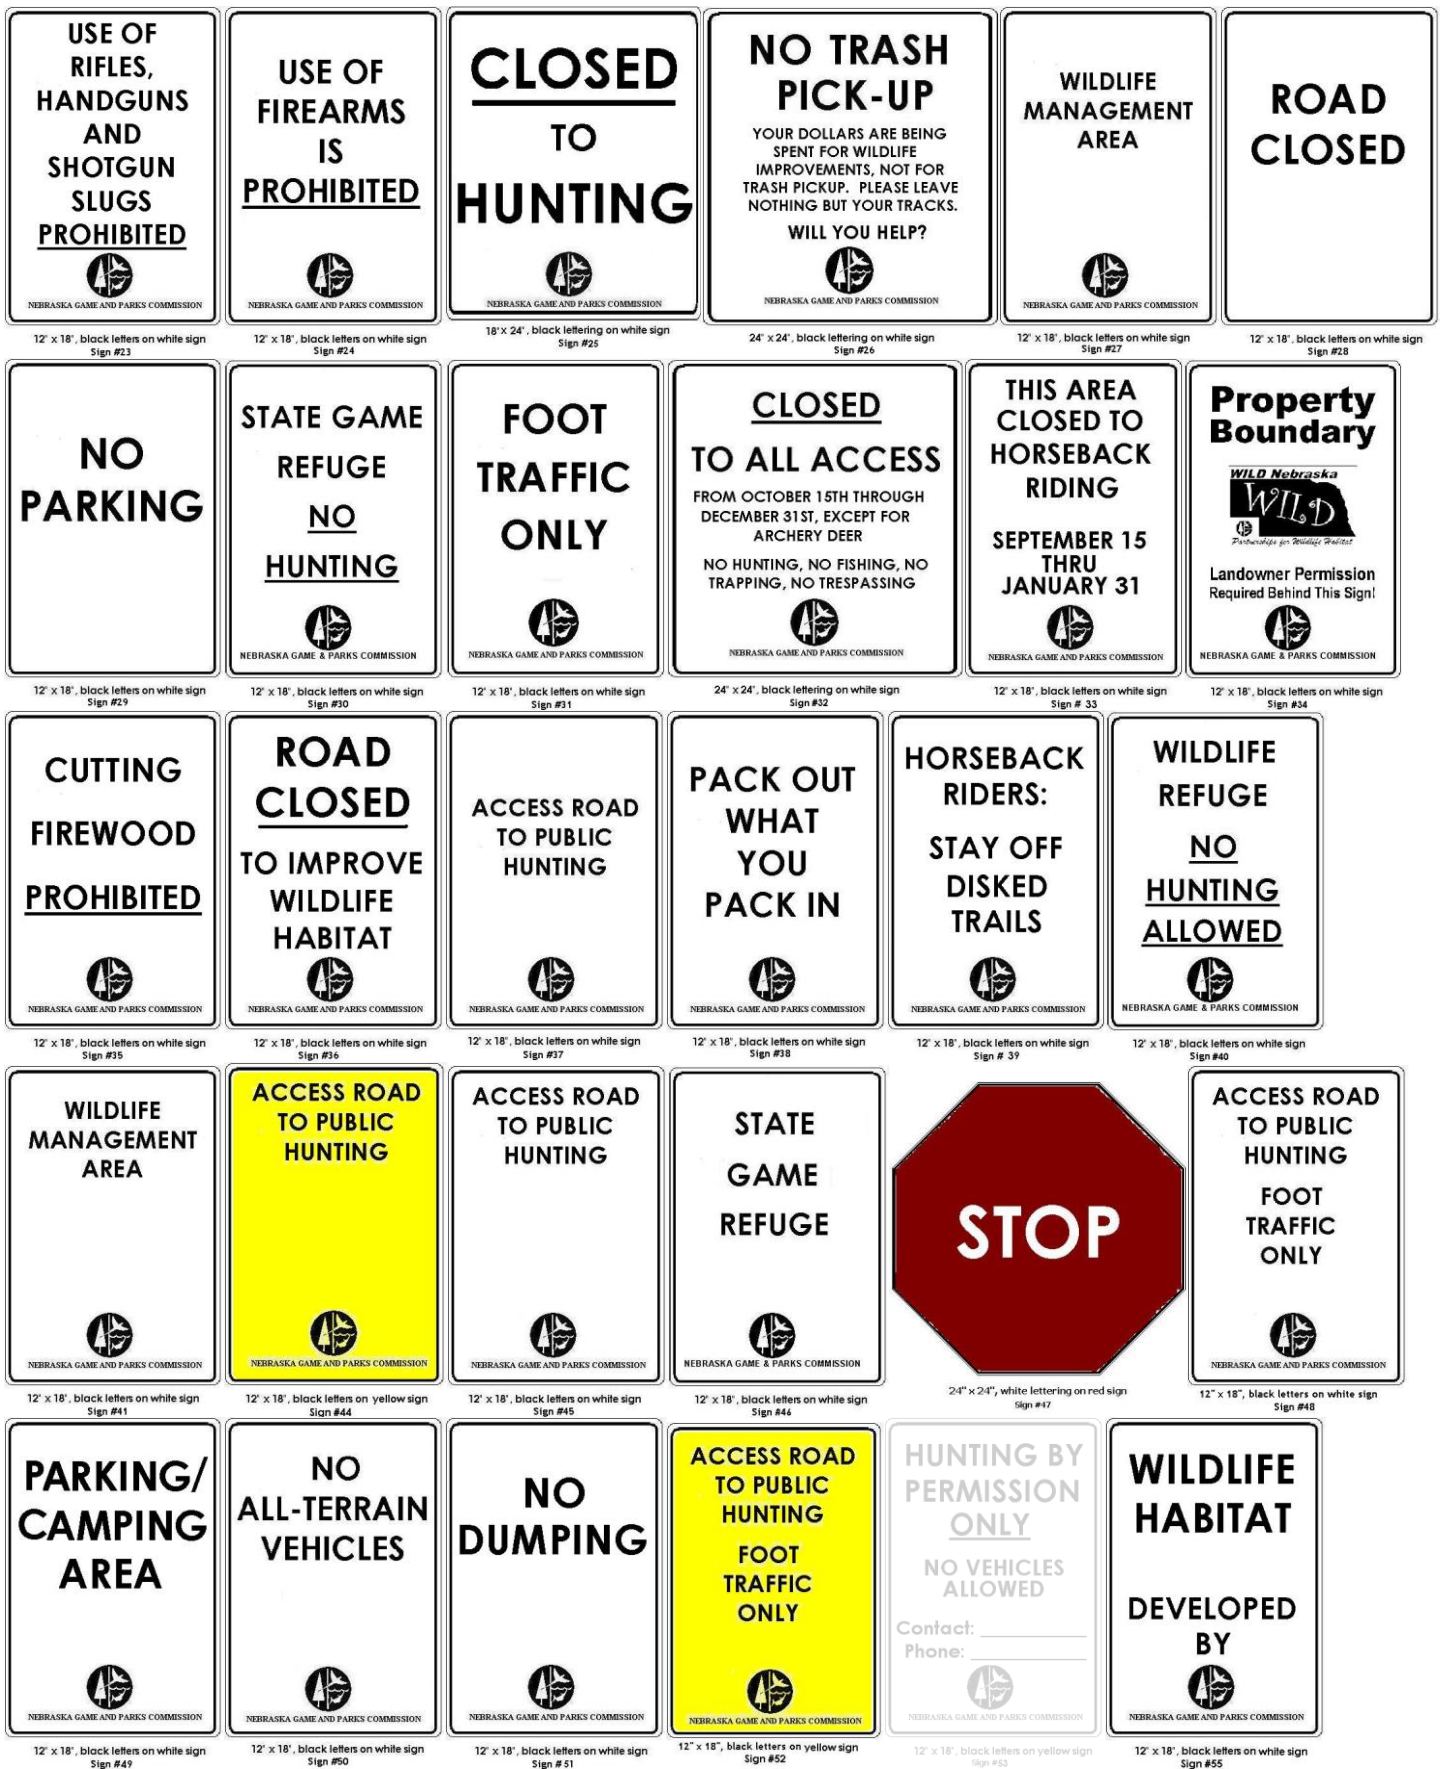 USE OF
RIFLES,
HANDGUNS
AND
SHOTGUN
SLUGS
PROHIBITED
NEBRASKA GAME AND PARKS COMMISSION
12" x 18", black letters on white sign
Sign #23
USE OF
FIREARMS
IS
PROHIBITED
NEBRASKA GAME AND PARKS COMMISSION
12" x 18", black letters on white sign
Sign #24
CLOSED
TO
HUNTING
NEBRASKA GAME AND PARKS COMMISSION
18"x 24", black lettering on white sign
Sign #25
NO TRASH
PICK-UP
YOUR DOLLARS ARE BEING
SPENT FOR WILDLIFE
IMPROVEMENTS, NOT FOR
TRASH PICKUP. PLEASE LEAVE
NOTHING BUT YOUR TRACKS.
WILL YOU HELP?
NEBRASKA GAME AND PARKS COMMISSION
24" x 24", black lettering on white sign
Sign #26
WILDLIFE
MANAGEMENT
AREA
NEBRASKA GAME AND PARKS COMMISSION
12" x 18", black letters on white sign
Sign #27
ROAD
CLOSED
12" x 18", black letters on white sign
Sign #28
NO
PARKING
12" x 18", black letters on white sign
Sign #29
STATE GAME
REFUGE
NO
HUNTING
NEBRASKA GAME & PARKS COMMISSION
12" x 18", black letters on white sign
Sign #30
FOOT
TRAFFIC
ONLY
NEBRASKA GAME AND PARKS COMMISSION
12" x 18", black letters on white sign
Sign #31
CLOSED
TO ALL ACCESS
FROM OCTOBER 15TH THROUGH
DECEMBER 31ST, EXCEPT FOR
ARCHERY DEER
NO HUNTING, NO FISHING, NO
TRAPPING, NO TRESPASSING
NEBRASKA GAME AND PARKS COMMISSION
24" x 24", black lettering on white sign
Sign #32
THIS AREA
CLOSED TO
HORSEBACK
RIDING
SEPTEMBER 15
THRU
JANUARY 31
NEBRASKA GAME AND PARKS COMMISSION
12" x 18", black letters on white sign
Sign # 33
Property
Boundary
WILD Nebraska
WILD
Partnerships for Wildlife Habitat
Landowner Permission
Required Behind This Sign!
NEBRASKA GAME & PARKS COMMISSION
12" x 18", black letters on white sign
Sign #34
CUTTING
FIREWOOD
PROHIBITED
NEBRASKA GAME AND PARKS COMMISSION
12" x 18", black letters on white sign
Sign #35
ROAD
CLOSED
TO IMPROVE
WILDLIFE
HABITAT
NEBRASKA GAME AND PARKS COMMISSION
12" x 18", black letters on white sign
Sign #36
ACCESS ROAD
TO PUBLIC
HUNTING
NEBRASKA GAME AND PARKS COMMISSION
12" x 18", black letters on white sign
Sign #37
PACK OUT
WHAT
YOU
PACK IN
NEBRASKA GAME AND PARKS COMMISSION
12" x 18", black letters on white sign
Sign #38
HORSEBACK
RIDERS:
STAY OFF
DISKED
TRAILS
NEBRASKA GAME AND PARKS COMMISSION
12" x 18", black letters on white sign
Sign # 39
WILDLIFE
REFUGE
NO
HUNTING
ALLOWED
NEBRASKA GAME & PARKS COMMISSION
12" x 18", black letters on white sign
Sign #40
WILDLIFE
MANAGEMENT
AREA
NEBRASKA GAME AND PARKS COMMISSION
12" x 18", black letters on white sign
Sign #41
ACCESS ROAD
TO PUBLIC
HUNTING
NEBRASKA GAME AND PARKS COMMISSION
12" x 18", black letters on yellow sign
Sign #44
ACCESS ROAD
TO PUBLIC
HUNTING
NEBRASKA GAME AND PARKS COMMISSION
12" x 18", black letters on white sign
Sign #45
STATE
GAME
REFUGE
NEBRASKA GAME & PARKS COMMISSION
12" x 18", black letters on white sign
Sign #46
STOP
24" x 24", white lettering on red sign
Sign #47
ACCESS ROAD
TO PUBLIC
HUNTING
FOOT
TRAFFIC
ONLY
NEBRASKA GAME AND PARKS COMMISSION
12" x 18", black letters on white sign
Sign #48
PARKING/
CAMPING
AREA
NEBRASKA GAME AND PARKS COMMISSION
12" x 18", black letters on white sign
Sign #49
NO
ALL-TERRAIN
VEHICLES
NEBRASKA GAME AND PARKS COMMISSION
12" x 18", black letters on white sign
Sign #50
NO
DUMPING
NEBRASKA GAME AND PARKS COMMISSION
12" x 18", black letters on white sign
Sign # 51
ACCESS ROAD
TO PUBLIC
HUNTING
FOOT
TRAFFIC
ONLY
NEBRASKA GAME AND PARKS COMMISSION
12" x 18", black letters on yellow sign
Sign #52
HUNTING BY
PERMISSION
ONLY
NO VEHICLES
ALLOWED
Contact: ___________
Phone: ___________
NEBRASKA GAME AND PARKS COMMISSION
12" x 18", black letters on yellow sign
Sign #53
WILDLIFE
HABITAT
DEVELOPED
BY
NEBRASKA GAME AND PARKS COMMISSION
12" x 18", black letters on white sign
Sign #55